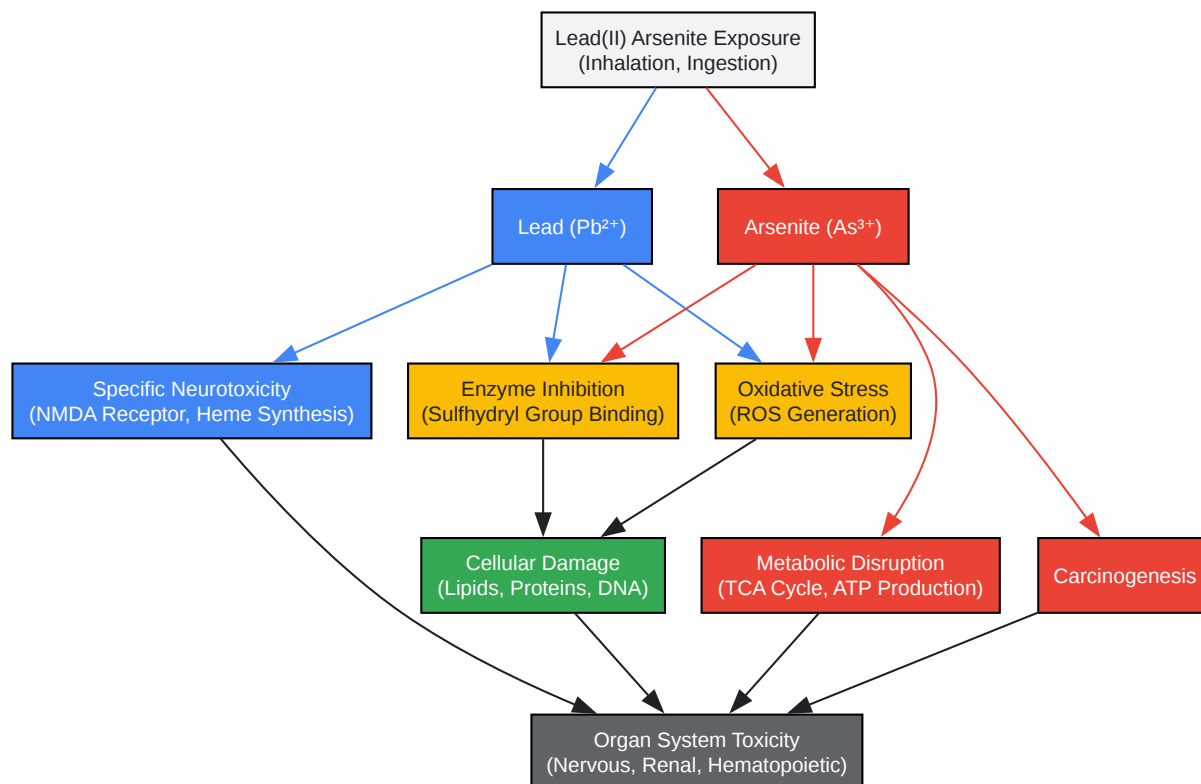 Lead(II) Arsenite Exposure
(Inhalation, Ingestion)
Lead (Pb²⁺)
Arsenite (As³⁺)
Specific Neurotoxicity
(NMDA Receptor, Heme Synthesis)
Enzyme Inhibition
(Sulfhydryl Group Binding)
Oxidative Stress
(ROS Generation)
Cellular Damage
(Lipids, Proteins, DNA)
Metabolic Disruption
(TCA Cycle, ATP Production)
Carcinogenesis
Organ System Toxicity
(Nervous, Renal, Hematopoietic)